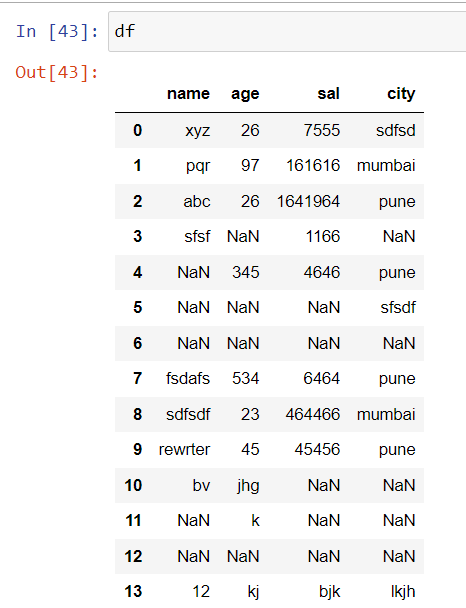 In [43]: df
Out[43]:
name age sal city
0 xyz 26 7555 sdfsd
1 pqr 97 161616 mumbai
2 abc 26 1641964 pune
3 sfsf NaN 1166 NaN
4 NaN 345 4646 pune
5 NaN NaN NaN sfsdf
6 NaN NaN NaN NaN
7 fsdafs 534 6464 pune
8 sdfsdf 23 464466 mumbai
9 rewrter 45 45456 pune
10 bv jhg NaN NaN
11 NaN k NaN NaN
12 NaN NaN NaN NaN
13 12 kj bjk lkjh